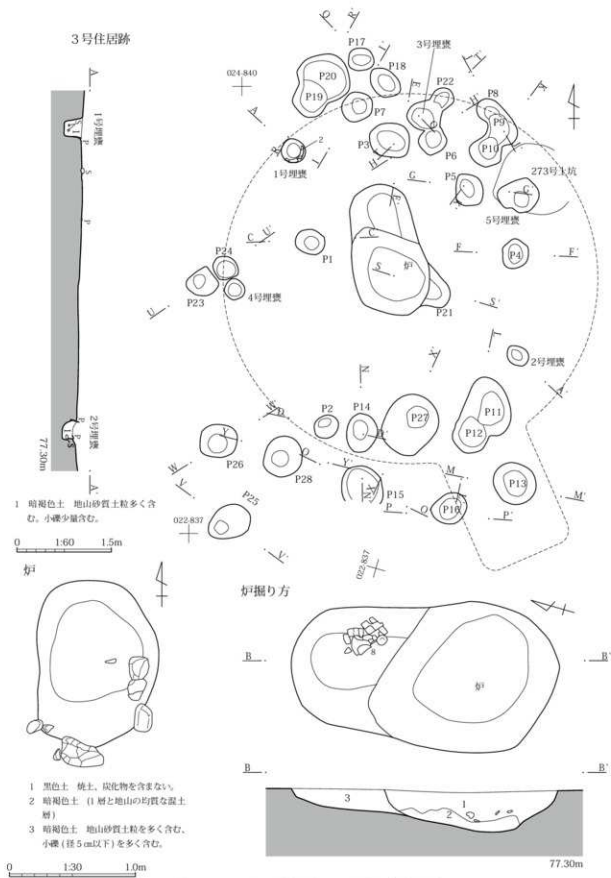 3号住居跡
A
1号埋甕
1
P
S
P
2号埋甕
77.30m
A'
1 暗褐色土 地山砂質土粒多く含
む。小礫少量含む。
0 1:60 1.5m
Q
R'
P17
3号埋甕
024-840
P20
P19
P18
P22
P8
P9
P10
P7
P3
P6
P5
273号土坑
5号埋甕
2
1号埋甕
A
H
G
G'
E
E'
K
C
U'
C'
P1
S
炉
F
F'
P4
P24
P23
4号埋甕
U
P21
S'
2号埋甕
L
A'
N
X'
P2
P14
P27
P11
P12
P26
P28
P13
P15
P16
P25
W
V
V'
Y
Y'
O
M
M'
P
P'
022-837
022-837
炉
炉掘り方
B
B'
8
炉
B
B'
3
1
2
77.30m
1 黒色土 焼土、炭化物を含まない。
2 暗褐色土 (1層と地山の均質な混土
層)
3 暗褐色土 地山砂質土粒を多く含む、
小礫(径5㎝以下)を多く含む。
0 1:30 1.0m